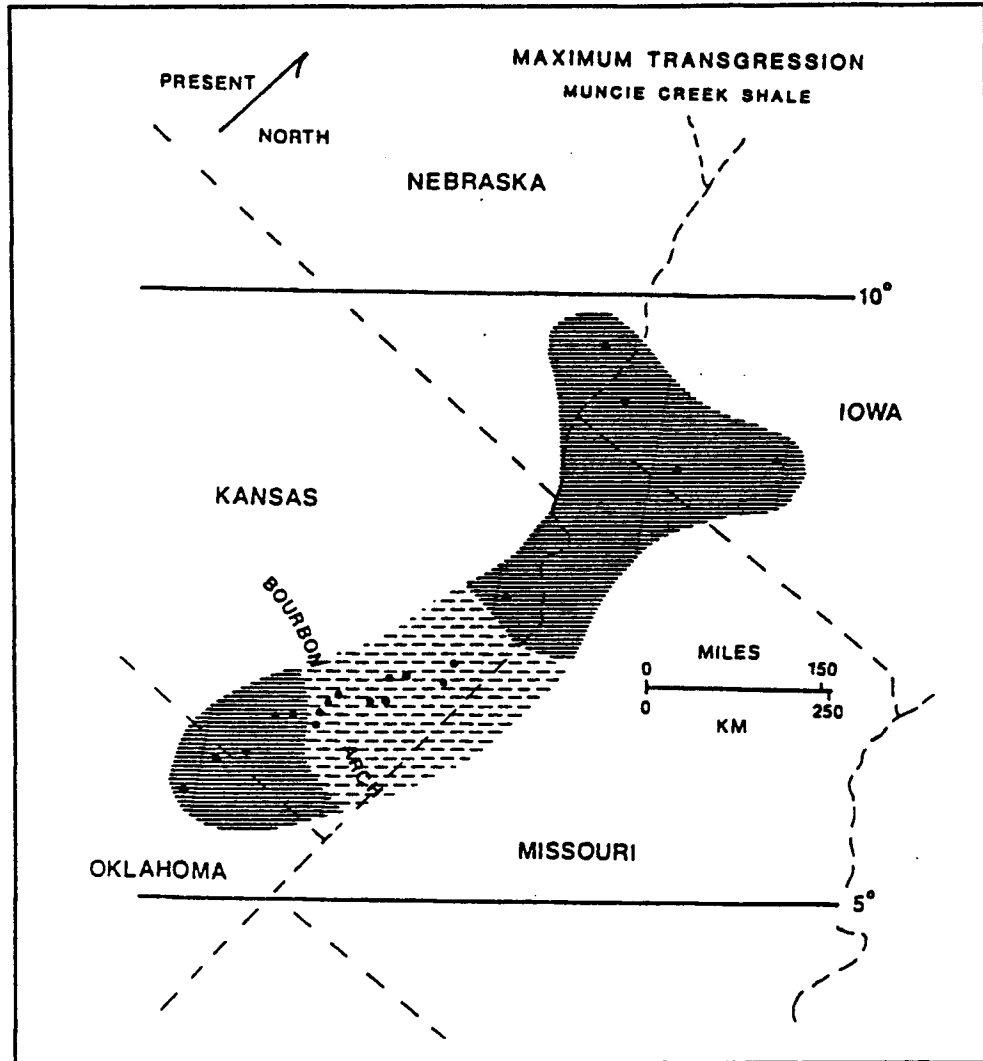 MAXIMUM TRANSGRESSION
MUNCIE CREEK SHALE
PRESENT
NORTH
NEBRASKA
10°
IOWA
KANSAS
BOURBON
ARCH
0 MILES 150
0 KM 250
OKLAHOMA
MISSOURI
5°